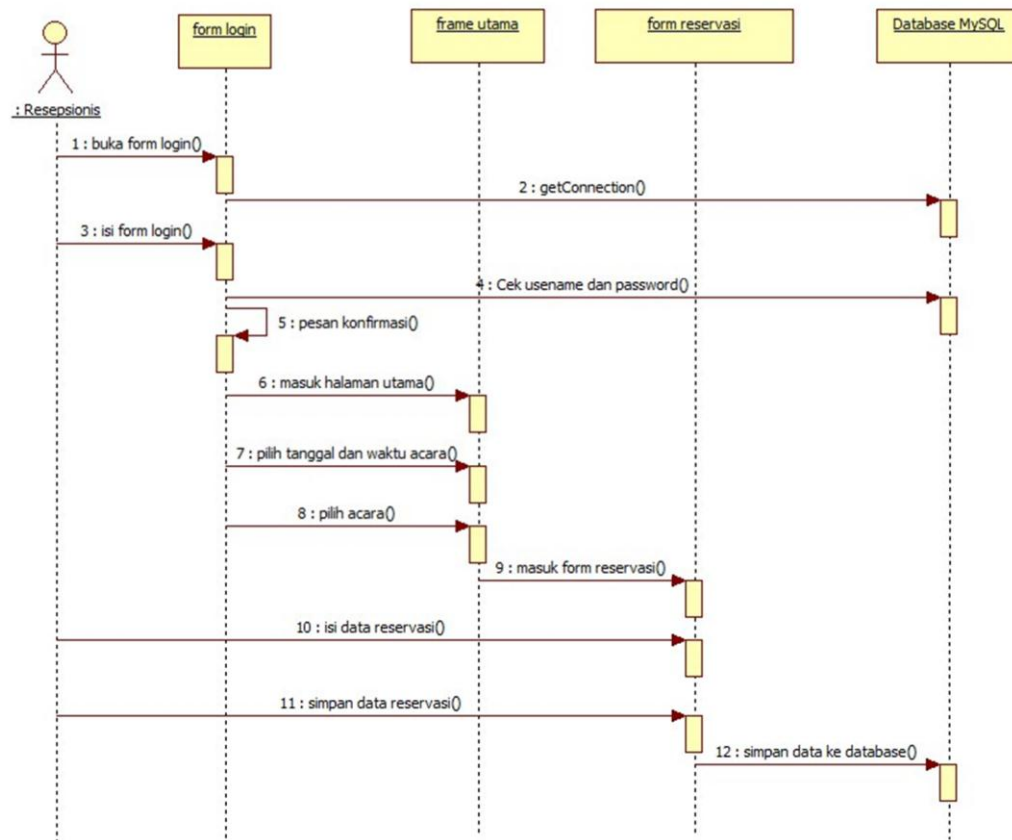 form login
frame utama
form reservasi
Database MySQL
: Resepsionis
1 : buka form login()
2 : getConnection()
3 : isi form login()
4 : Cek usename dan password()
5 : pesan konfirmasi()
6 : masuk halaman utama()
7 : pilih tanggal dan waktu acara()
8 : pilih acara()
9 : masuk form reservasi()
10 : isi data reservasi()
11 : simpan data reservasi()
12 : simpan data ke database()